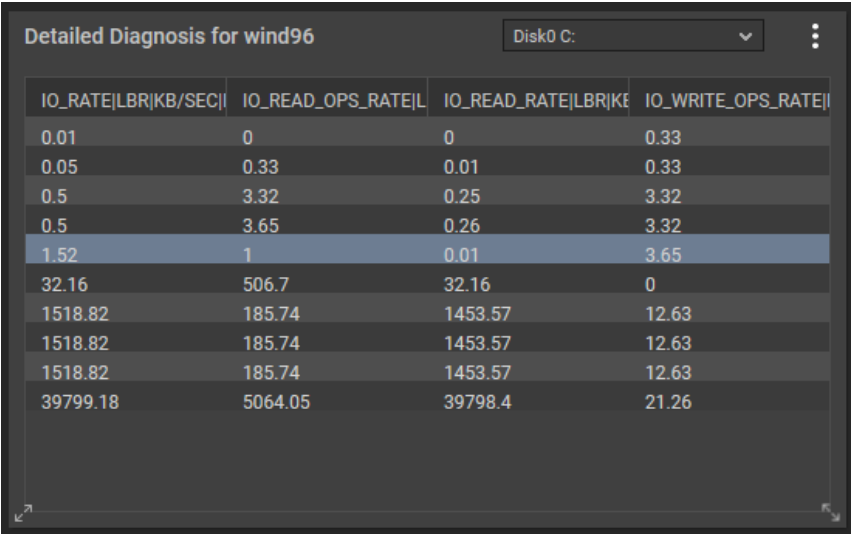 Detailed Diagnosis for wind96 Disk0 C:
IO_RATE|LBR|KB/SEC| IO_READ_OPS_RATE|L IO_READ_RATE|LBR|KE IO_WRITE_OPS_RATE|
0.01 0 0 0.33
0.05 0.33 0.01 0.33
0.5 3.32 0.25 3.32
0.5 3.65 0.26 3.32
1.52 1 0.01 3.65
32.16 506.7 32.16 0
1518.82 185.74 1453.57 12.63
1518.82 185.74 1453.57 12.63
1518.82 185.74 1453.57 12.63
39799.18 5064.05 39798.4 21.26